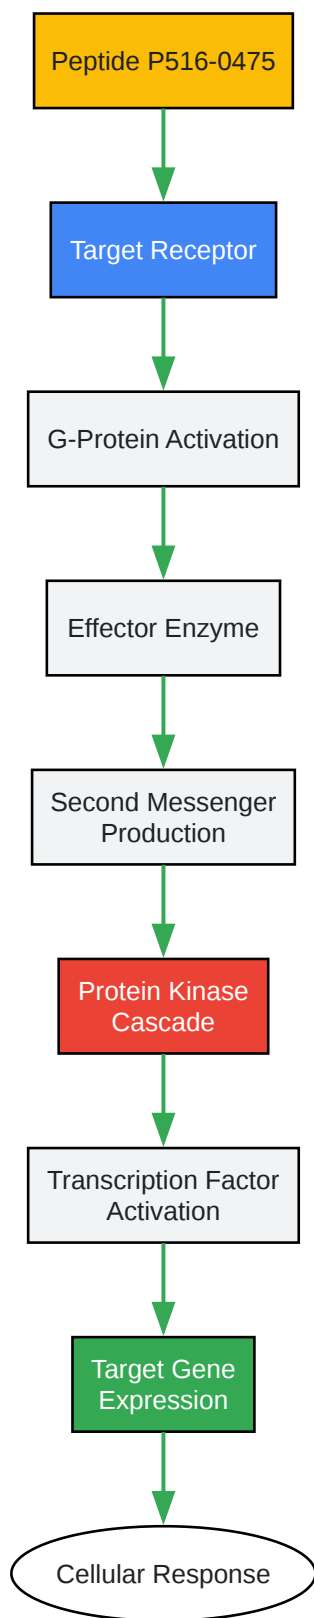 Peptide P516-0475
Target Receptor
G-Protein Activation
Effector Enzyme
Second Messenger
Production
Protein Kinase
Cascade
Transcription Factor
Activation
Target Gene
Expression
Cellular Response